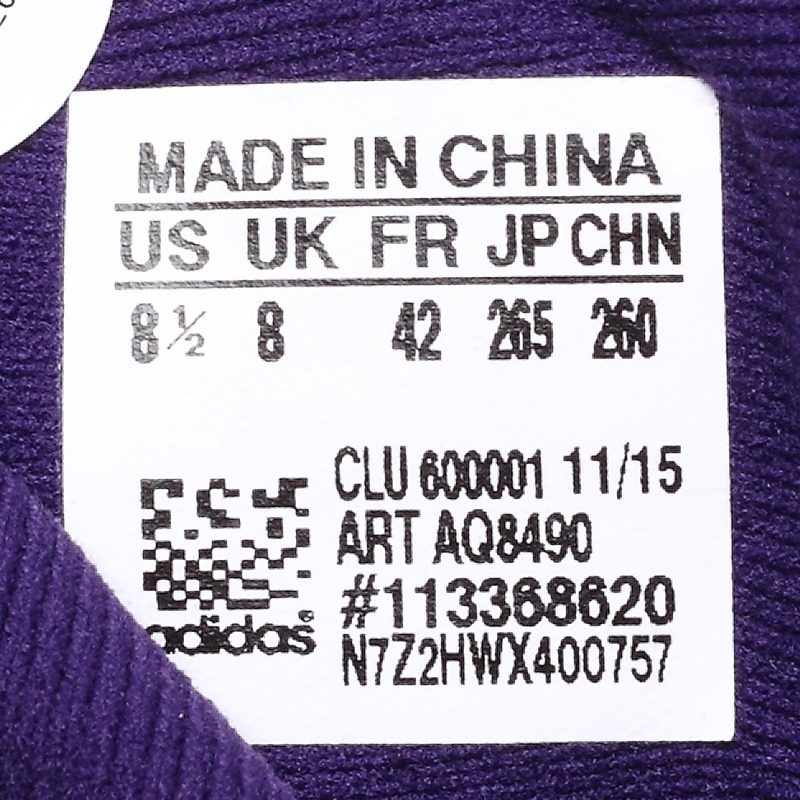 MADE IN CHINA
US UK FR JP CHN
8½ 8 42 265 260
CLU 600001 11/15
ART AQ8490
#113368620
N7Z2HWX400757
adidas®